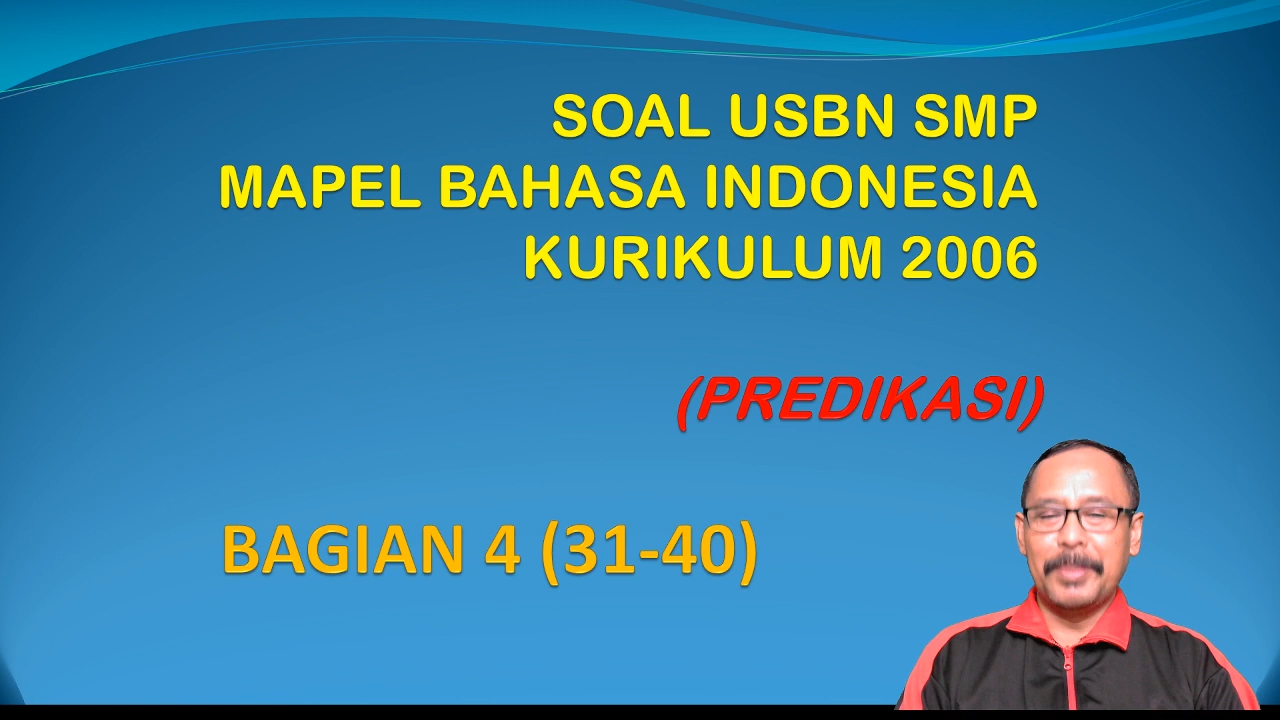 SOAL USBN SMP
MAPEL BAHASA INDONESIA
KURIKULUM 2006
(PREDIKASI)
BAGIAN 4 (31-40)